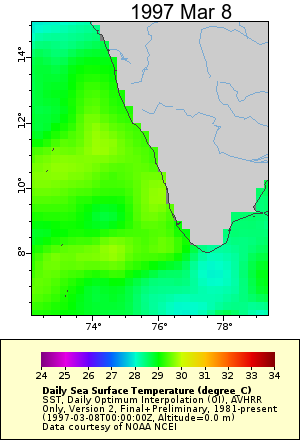 1997 Mar 8
14°
12°
10°
8°
74°
76°
78°
24 25 26 27 28 29 30 31 32 33 34
Daily Sea Surface Temperature (degree_C)
SST, Daily Optimum Interpolation (OI), AVHRR
Only, Version 2, Final+Preliminary, 1981-present
(1997-03-08T00:00:00Z, Altitude=0.0 m)
Data courtesy of NOAA NCEI